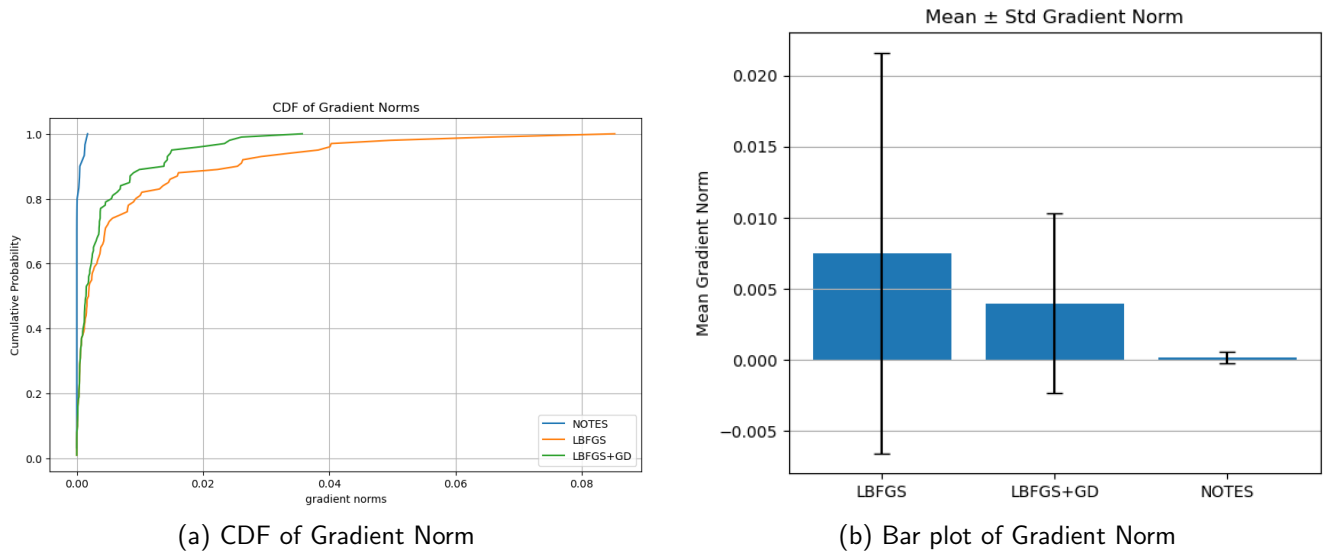 CDF of Gradient Norms
Cumulative Probability
1.0
0.8
0.6
0.4
0.2
0.0
NOTES
LBFGS
LBFGS+GD
0.00
0.02
0.04
0.06
0.08
gradient norms
(a) CDF of Gradient Norm
Mean ± Std Gradient Norm
Mean Gradient Norm
0.020
0.015
0.010
0.005
0.000
−0.005
LBFGS
LBFGS+GD
NOTES
(b) Bar plot of Gradient Norm